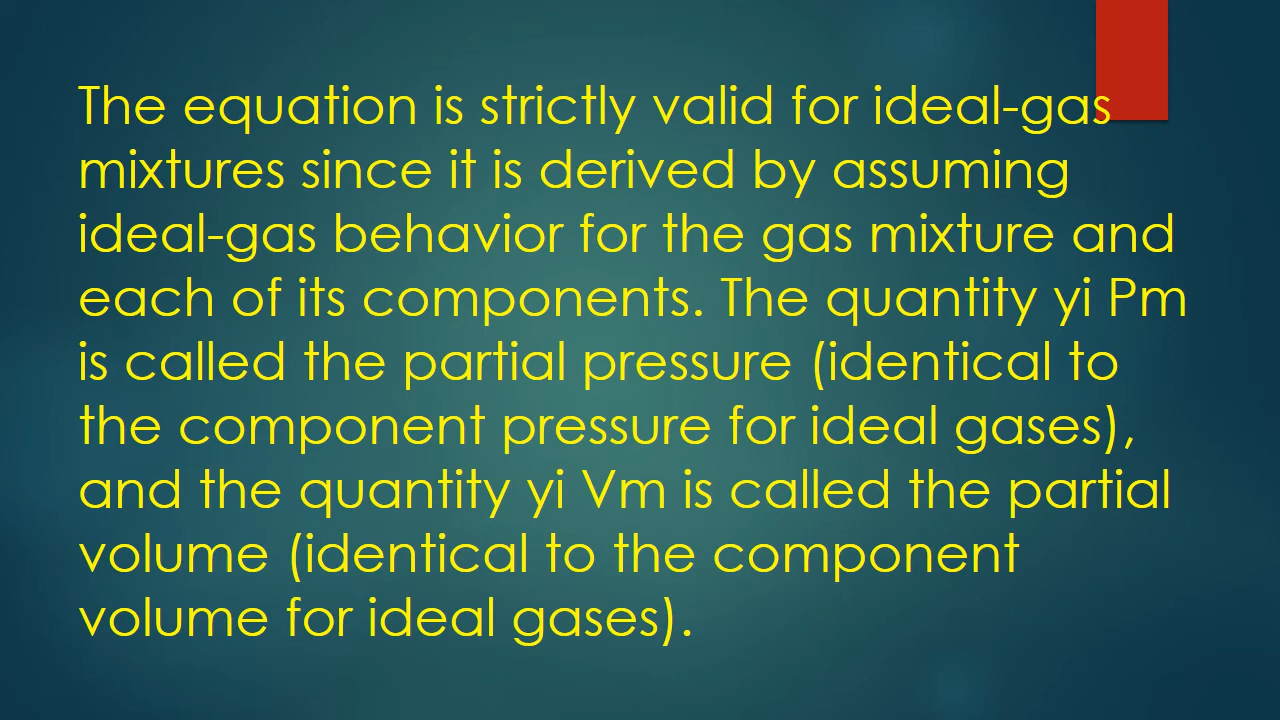 The equation is strictly valid for ideal-gas
mixtures since it is derived by assuming
ideal-gas behavior for the gas mixture and
each of its components. The quantity yi Pm
is called the partial pressure (identical to
the component pressure for ideal gases),
and the quantity yi Vm is called the partial
volume (identical to the component
volume for ideal gases).